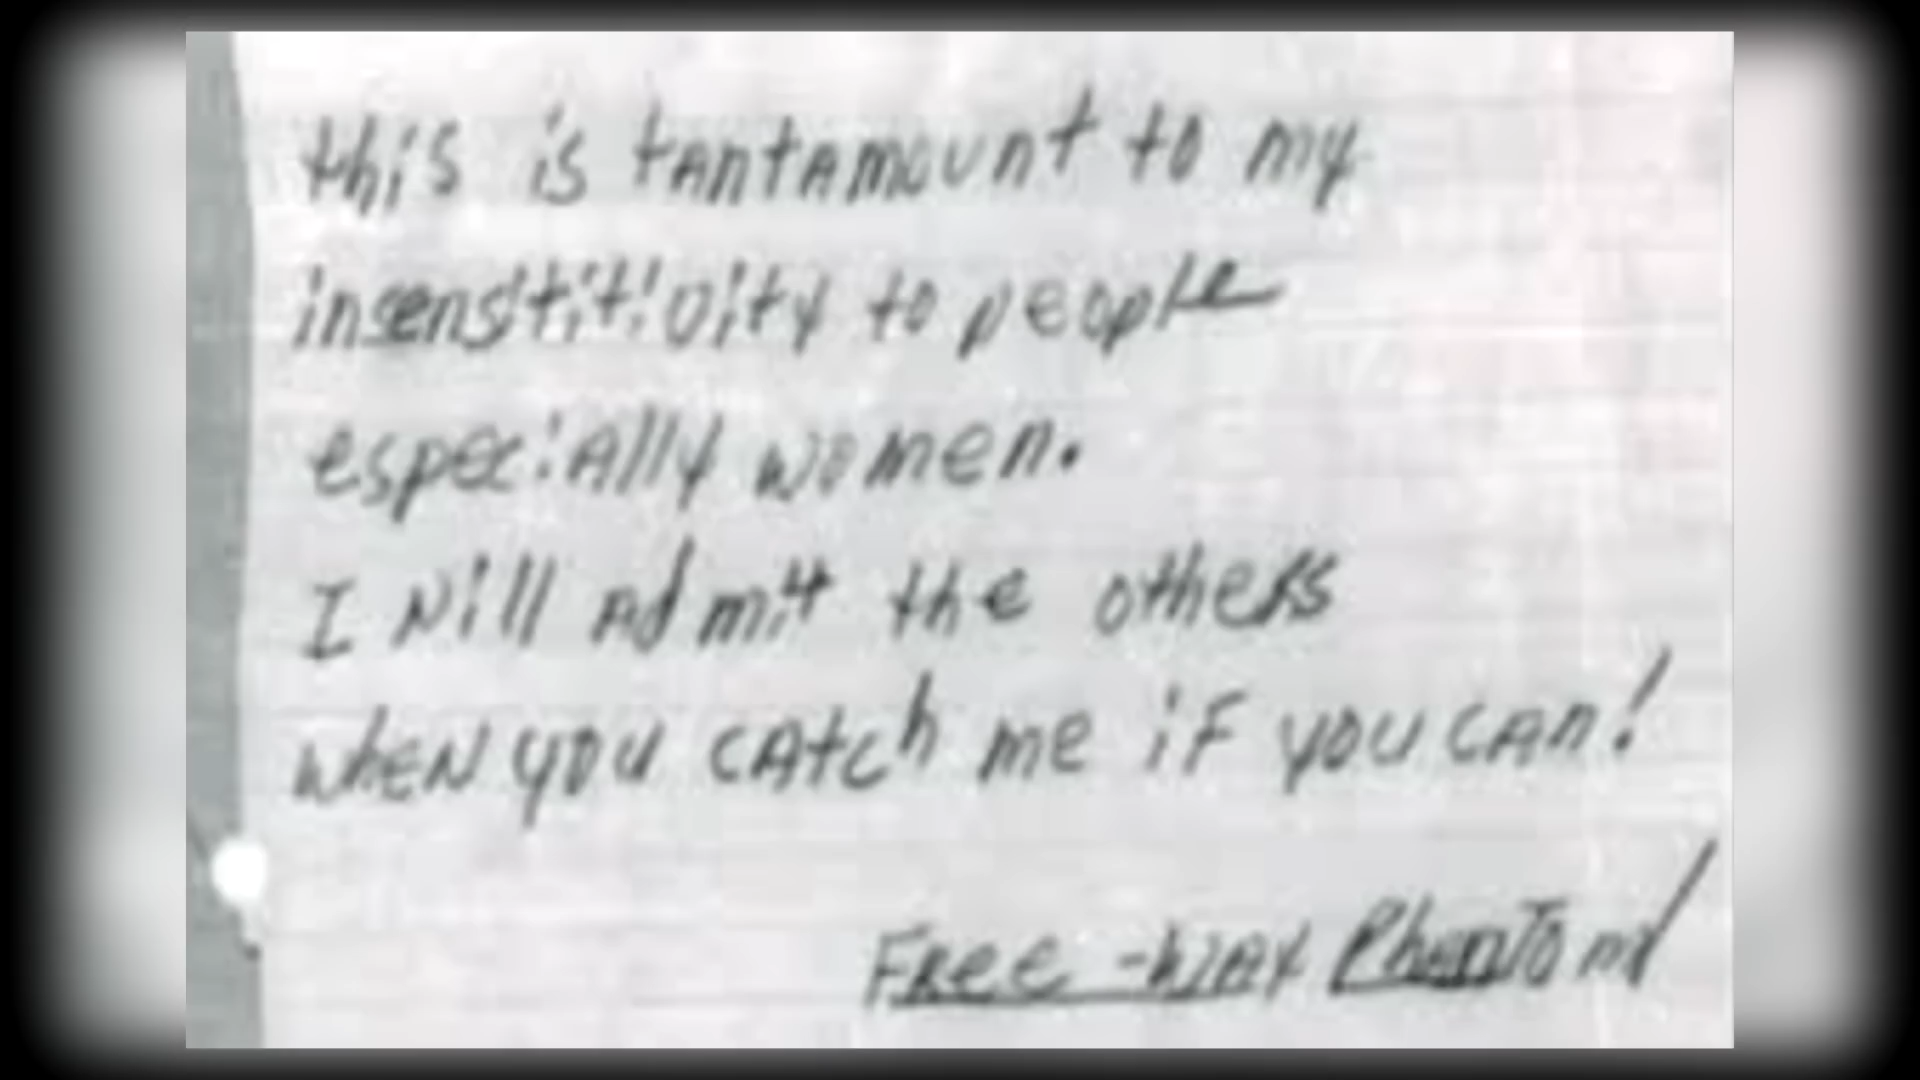 this is tantamount to my
insenstitivity to people
especially women.
I will admit the others
when you catch me if you can!
Free-way Phantom